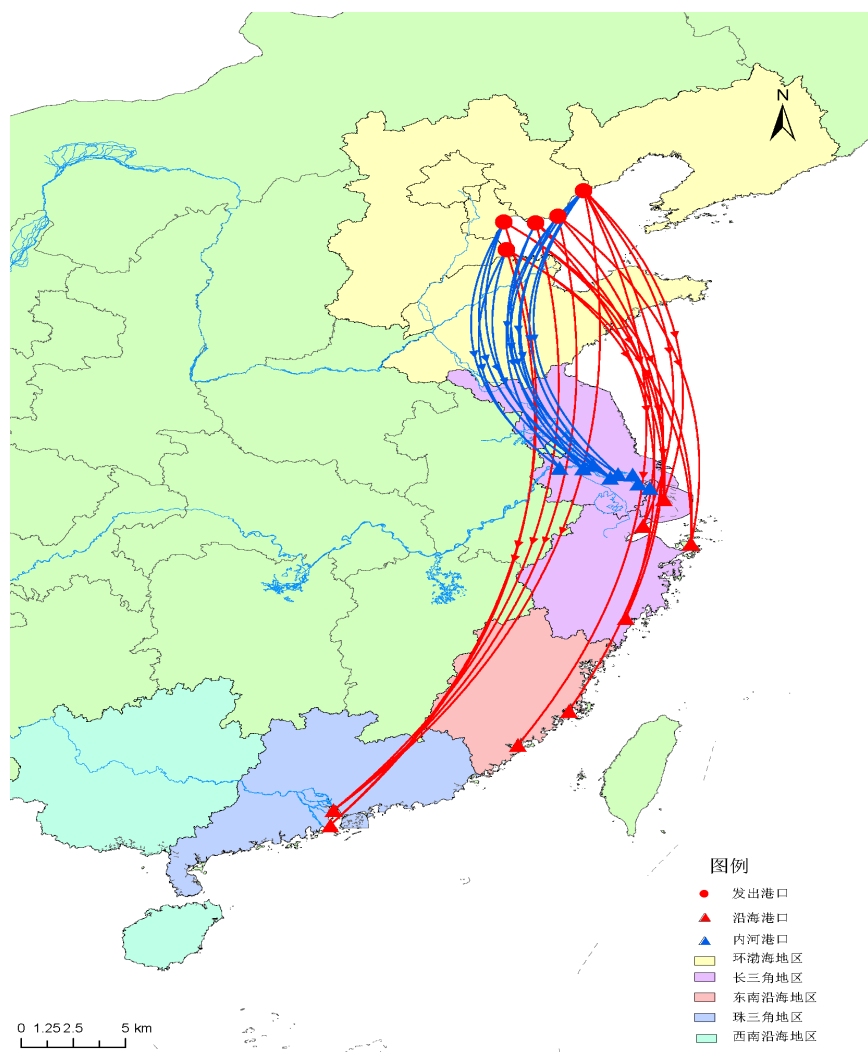 N
图例
发出港口
沿海港口
内河港口
环渤海地区
长三角地区
东南沿海地区
珠三角地区
西南沿海地区
0 1.25 2.5 5 km